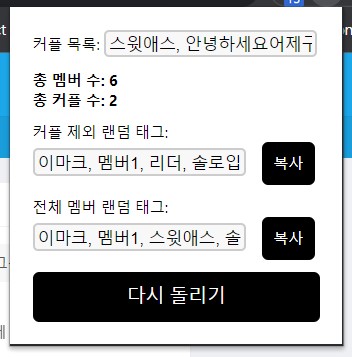 커플 목록: 스윗애스, 안녕하세요어제
총 멤버 수: 6
총 커플 수: 2
커플 제외 랜덤 태그:
이마크, 멤버1, 리더, 솔로입
복사
전체 멤버 랜덤 태그:
이마크, 멤버1, 스윗애스, 솔
복사
다시 돌리기